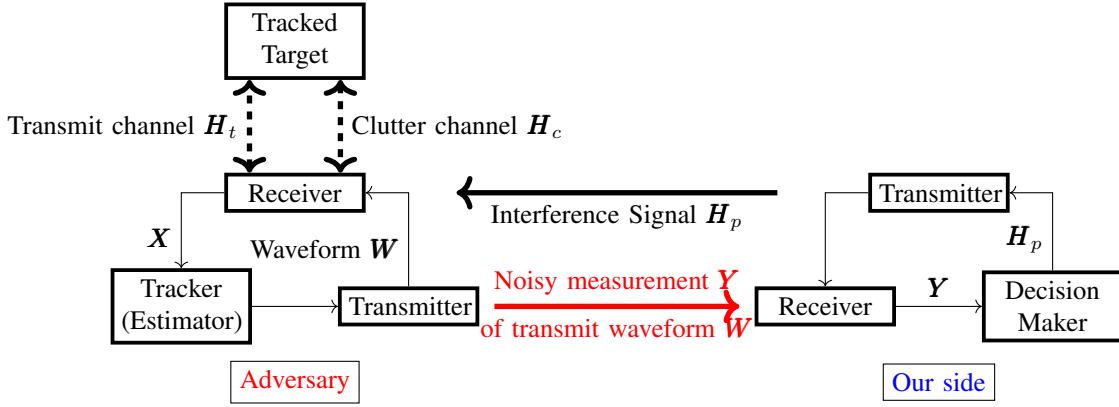 Tracked
Target
Transmit channel H_t
Clutter channel H_c
Receiver
Transmitter
Interference Signal H_p
X
Waveform W
H_p
Noisy measurement Y
Tracker
(Estimator)
Transmitter
Receiver
Y
Decision
Maker
of transmit waveform W
Adversary
Our side